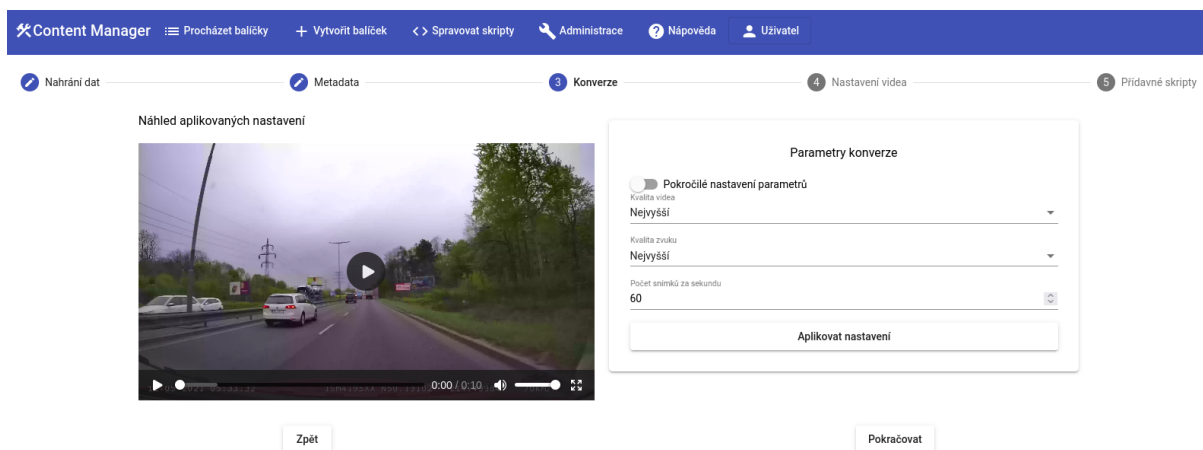 Content Manager Procházet balíčky + Vytvořit balíček < > Spravovat skripty Administrace ? Nápověda Uživatel
Nahrání dat Metadata 3 Konverze 4 Nastavení videa 5 Přídavné skripty
Náhled aplikovaných nastavení
Parametry konverze
Pokročilé nastavení parametrů
Kvalita videa
Nejvyšší
Kvalita zvuku
Nejvyšší
Počet snímků za sekundu
60
Aplikovat nastavení
0:00 / 0:10
Zpět Pokračovat